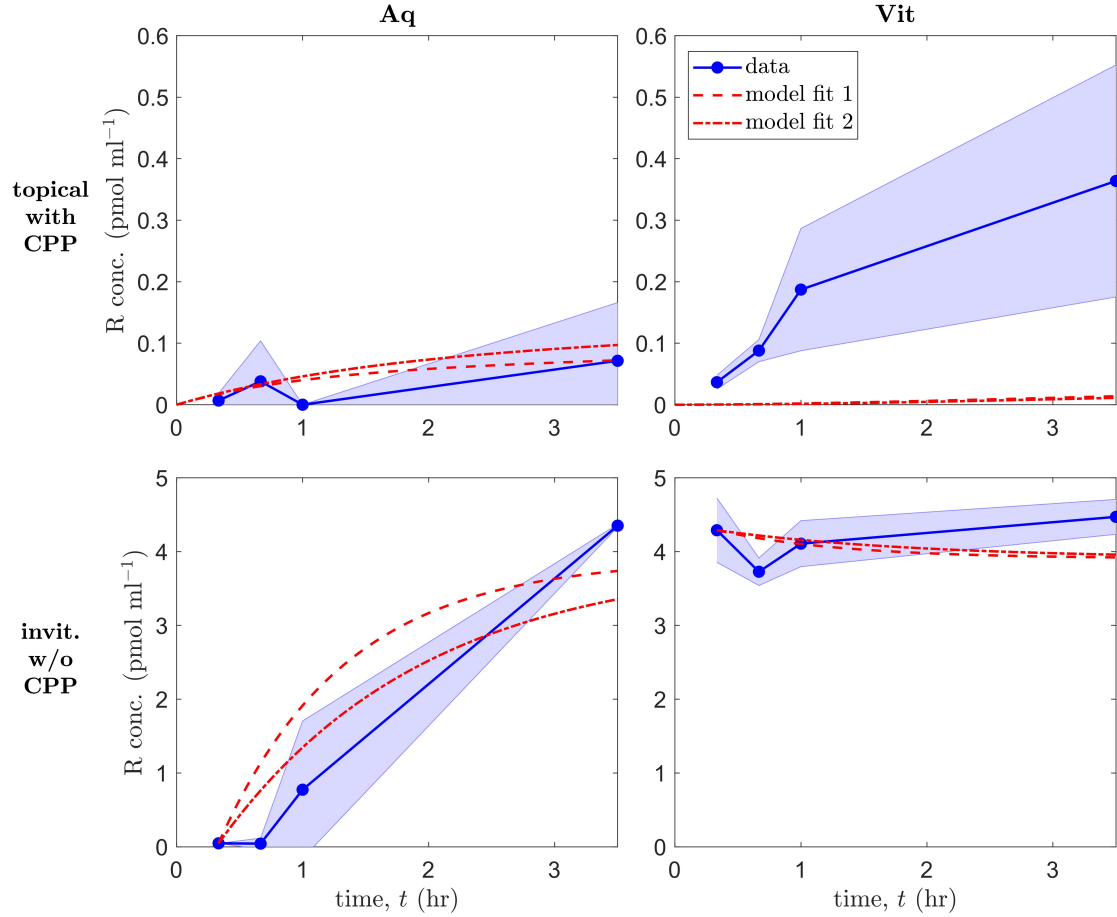 Aq
Vit
topical
with
CPP
R conc. (pmol ml⁻¹)
0.6
0.5
0.4
0.3
0.2
0.1
0
0 1 2 3
0.6
0.5
0.4
0.3
0.2
0.1
0
0 1 2 3
data
model fit 1
model fit 2
invit.
w/o
CPP
R conc. (pmol ml⁻¹)
5
4
3
2
1
0
0 1 2 3
time, t (hr)
5
4
3
2
1
0
0 1 2 3
time, t (hr)